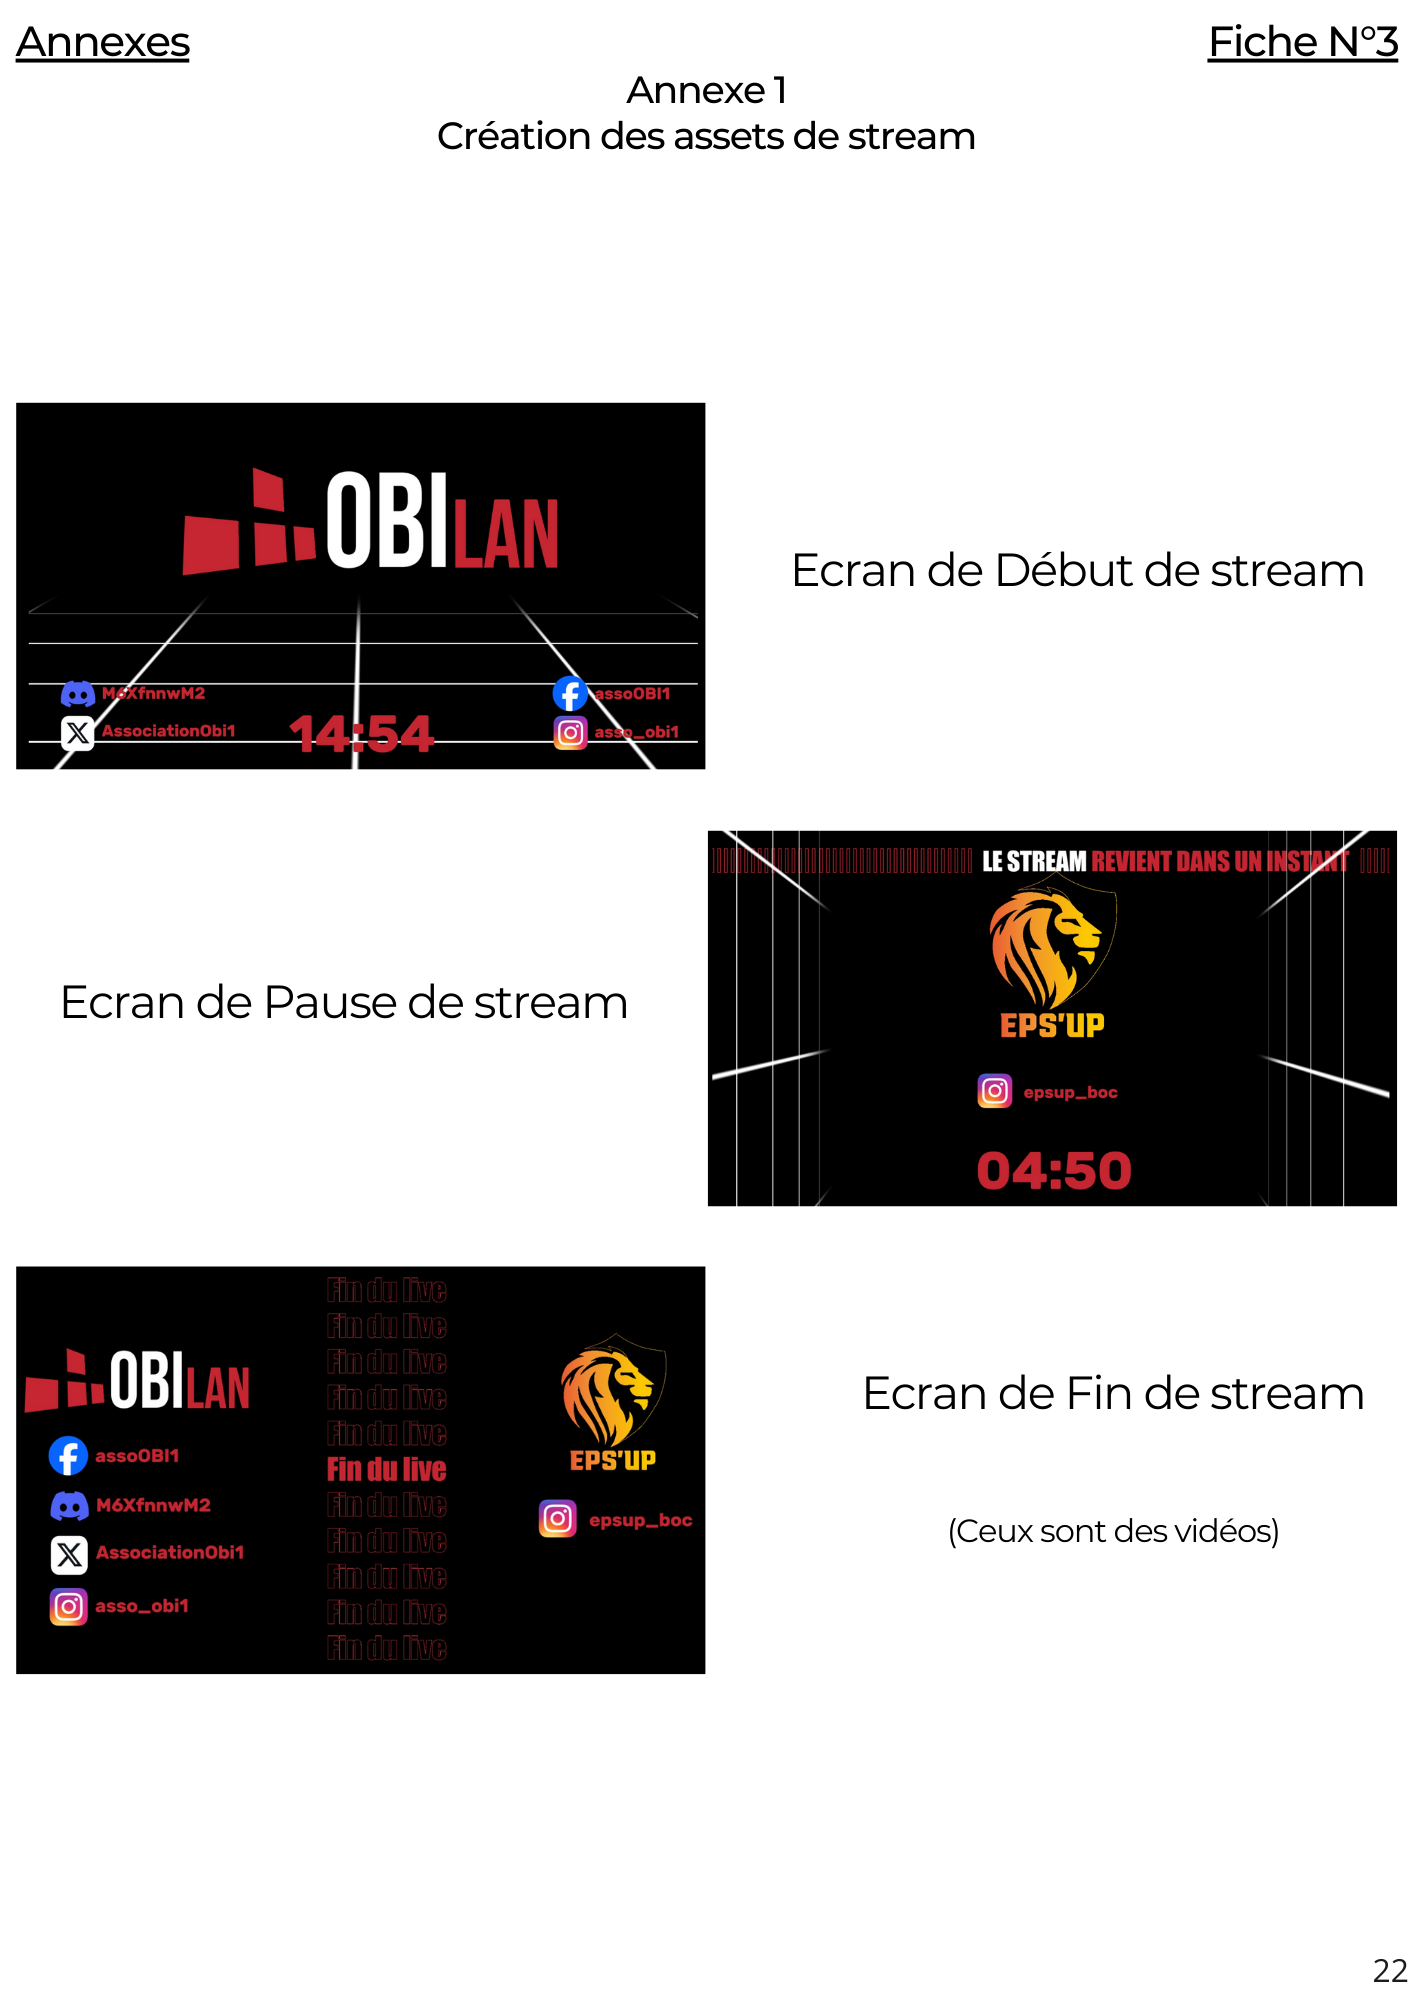 Annexes
Fiche N°3
Annexe 1
Création des assets de stream
OBILAN
M6XfnnwM2
AssociationObi1
14:54
assoOBI1
asso_obi1
Ecran de Début de stream
Ecran de Pause de stream
LE STREAM REVIENT DANS UN INSTANT
EPS'UP
epsup_boc
04:50
OBILAN
assoOBI1
M6XfnnwM2
AssociationObi1
asso_obi1
Fin du live
Fin du live
Fin du live
Fin du live
Fin du live
Fin du live
Fin du live
Fin du live
Fin du live
Fin du live
Fin du live
EPS'UP
epsup_boc
Ecran de Fin de stream
(Ceux sont des vidéos)
22